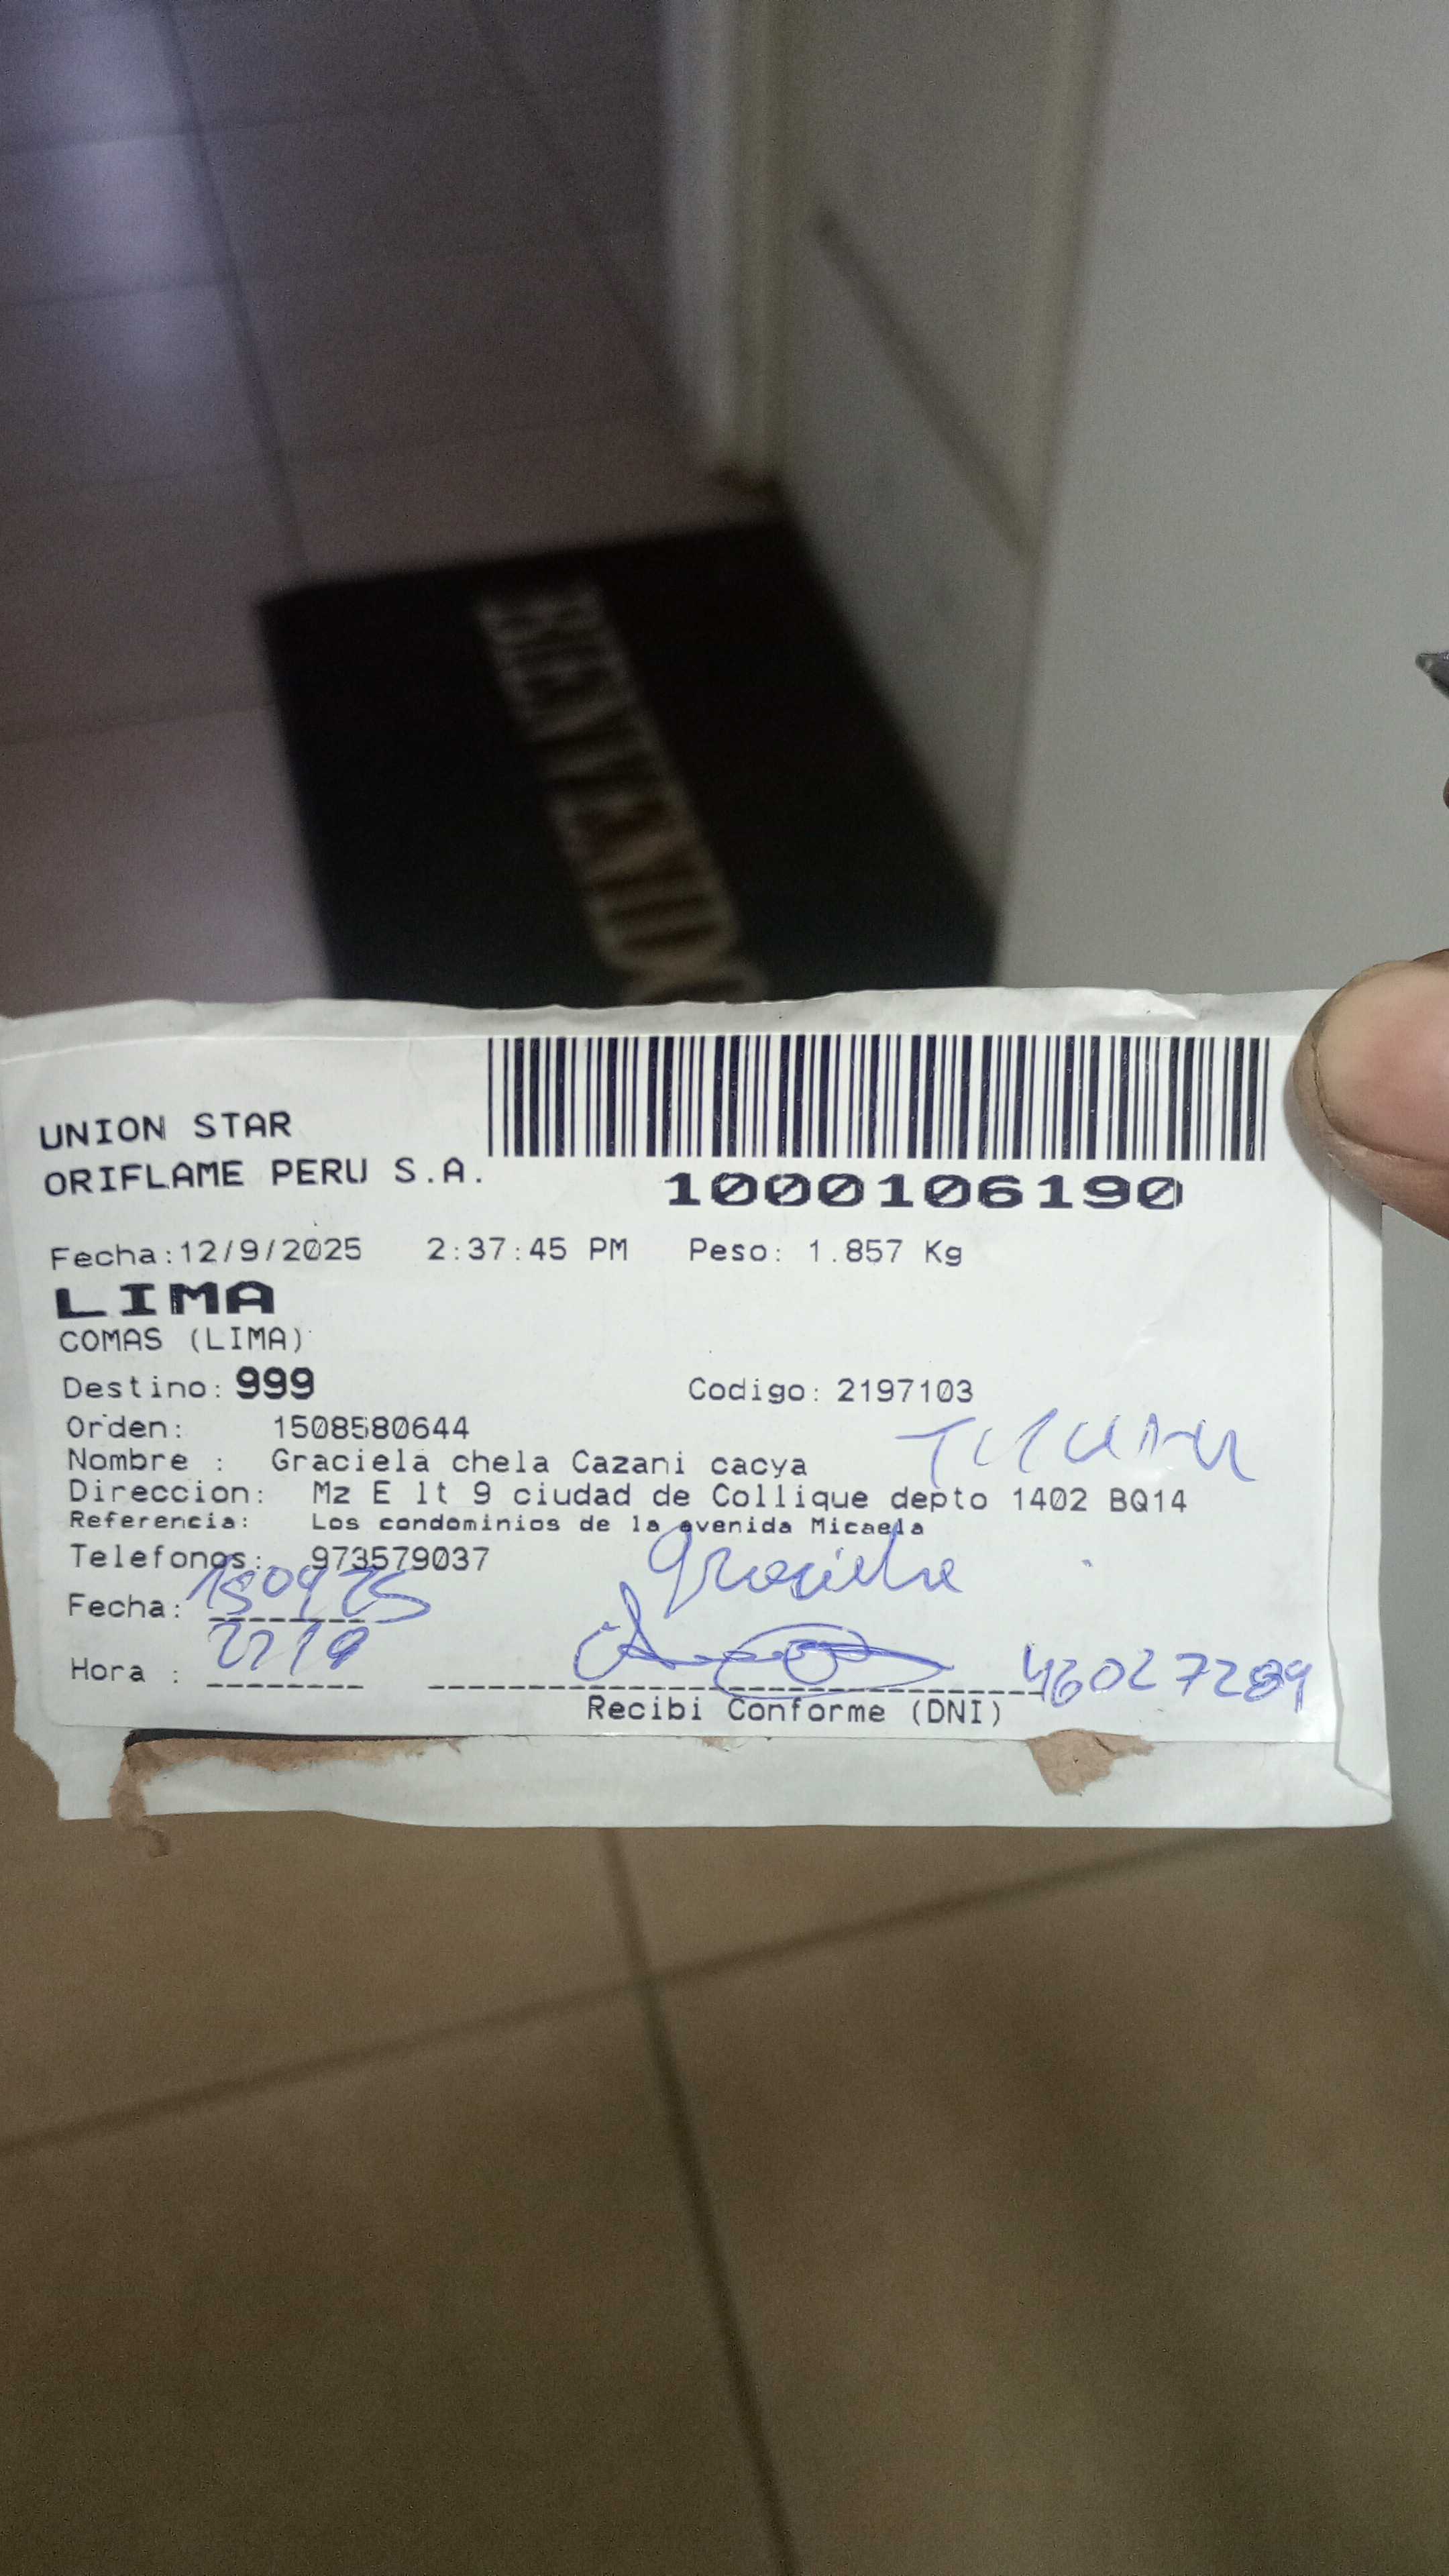 BIENVENIDO
UNION STAR
ORIFLAME PERU S.A.
1000106190
Fecha:12/9/2025 2:37:45 PM Peso: 1.857 Kg
LIMA
COMAS (LIMA)
Destino: 999 Codigo: 2197103
Orden: 1508580644
Nombre : Graciela chela Cazani cacya
Direccion: Mz E lt 9 ciudad de Collique depto 1402 BQ14
Referencia: Los condominios de la avenida Micaela
Telefonos: 973579037
Graciela
Fecha: 150925
Hora :
46027289
Recibi Conforme (DNI)